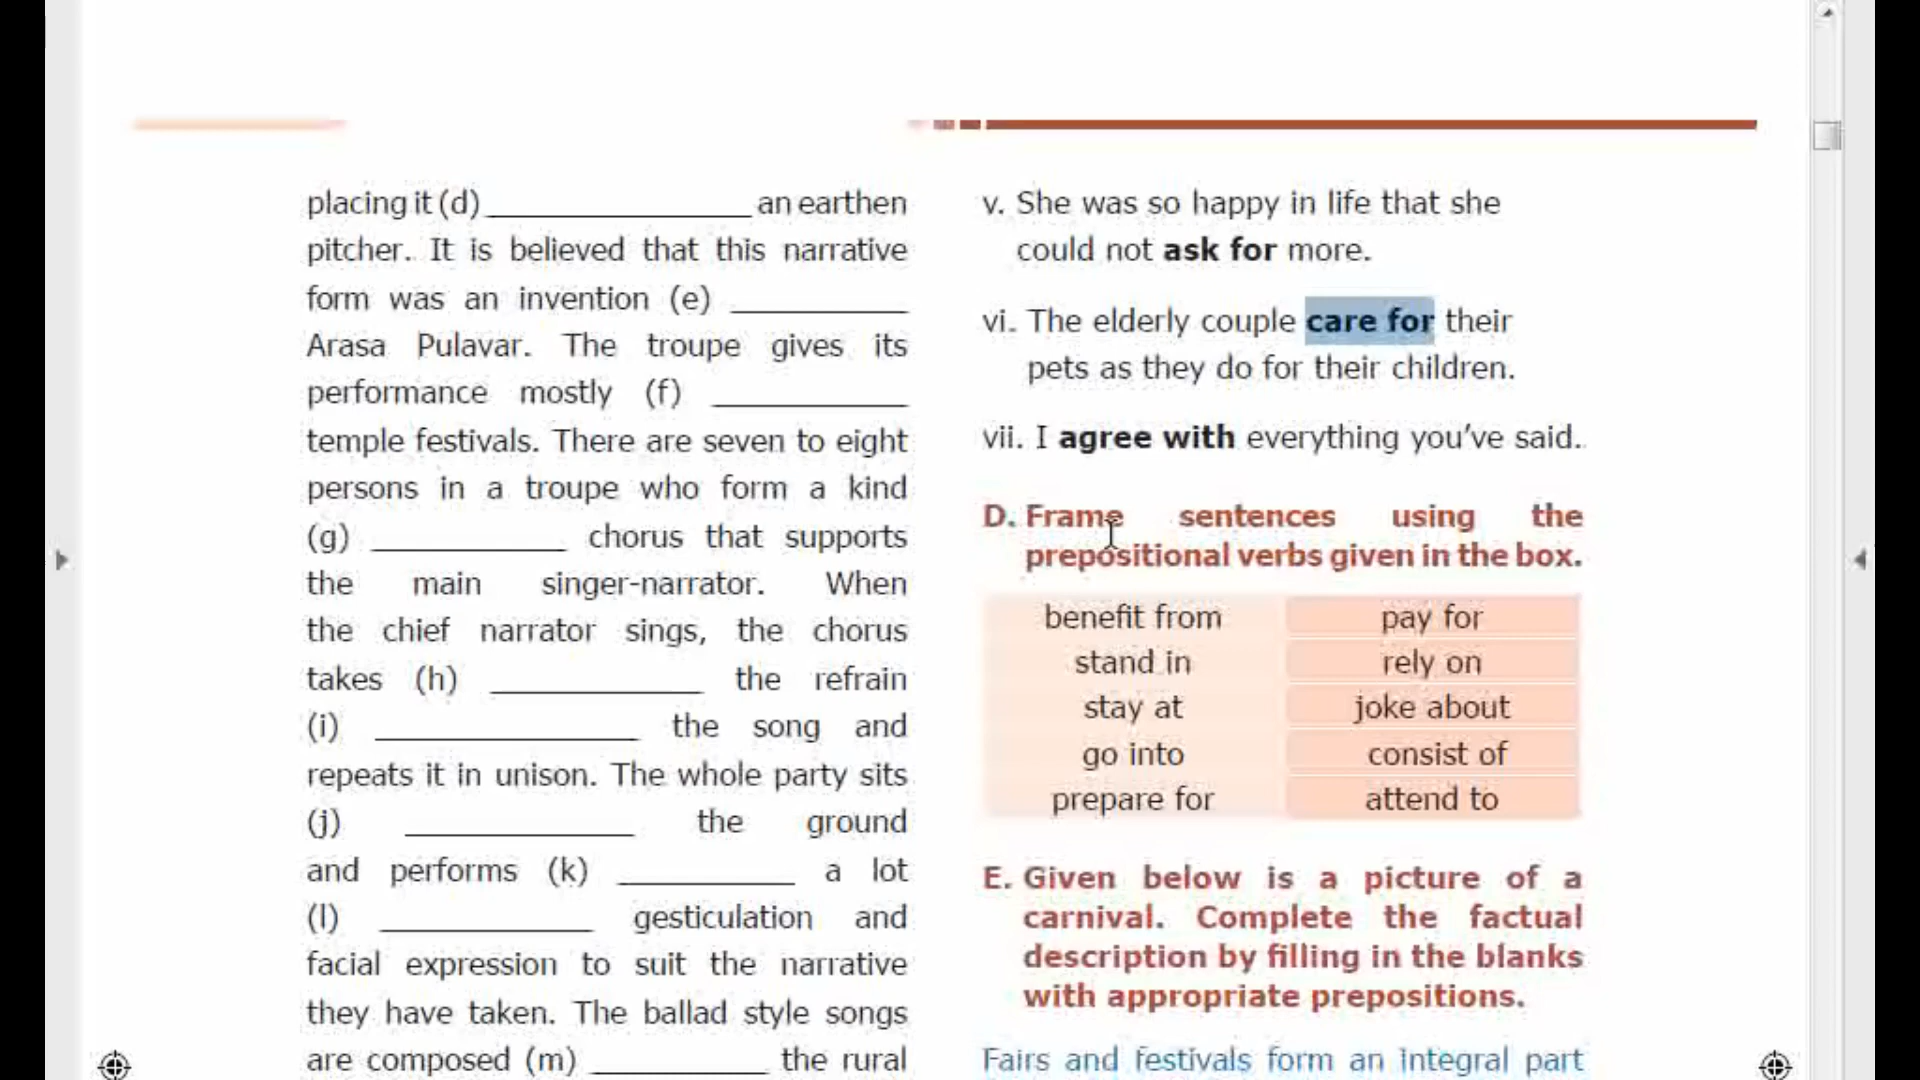 placing it (d) _______________ an earthen
pitcher. It is believed that this narrative
form was an invention (e) __________
Arasa Pulavar. The troupe gives its
performance mostly (f) ___________
temple festivals. There are seven to eight
persons in a troupe who form a kind
(g) ___________ chorus that supports
the main singer-narrator. When
the chief narrator sings, the chorus
takes (h) ____________ the refrain
(i) _______________ the song and
repeats it in unison. The whole party sits
(j) _____________ the ground
and performs (k) __________ a lot
(l) ____________ gesticulation and
facial expression to suit the narrative
they have taken. The ballad style songs
are composed (m) __________ the rural
v. She was so happy in life that she
could not ask for more.
vi. The elderly couple care for their
pets as they do for their children.
vii. I agree with everything you've said.
D. Frame sentences using the
prepositional verbs given in the box.
benefit from pay for
stand in rely on
stay at joke about
go into consist of
prepare for attend to
E. Given below is a picture of a
carnival. Complete the factual
description by filling in the blanks
with appropriate prepositions.
Fairs and festivals form an integral part